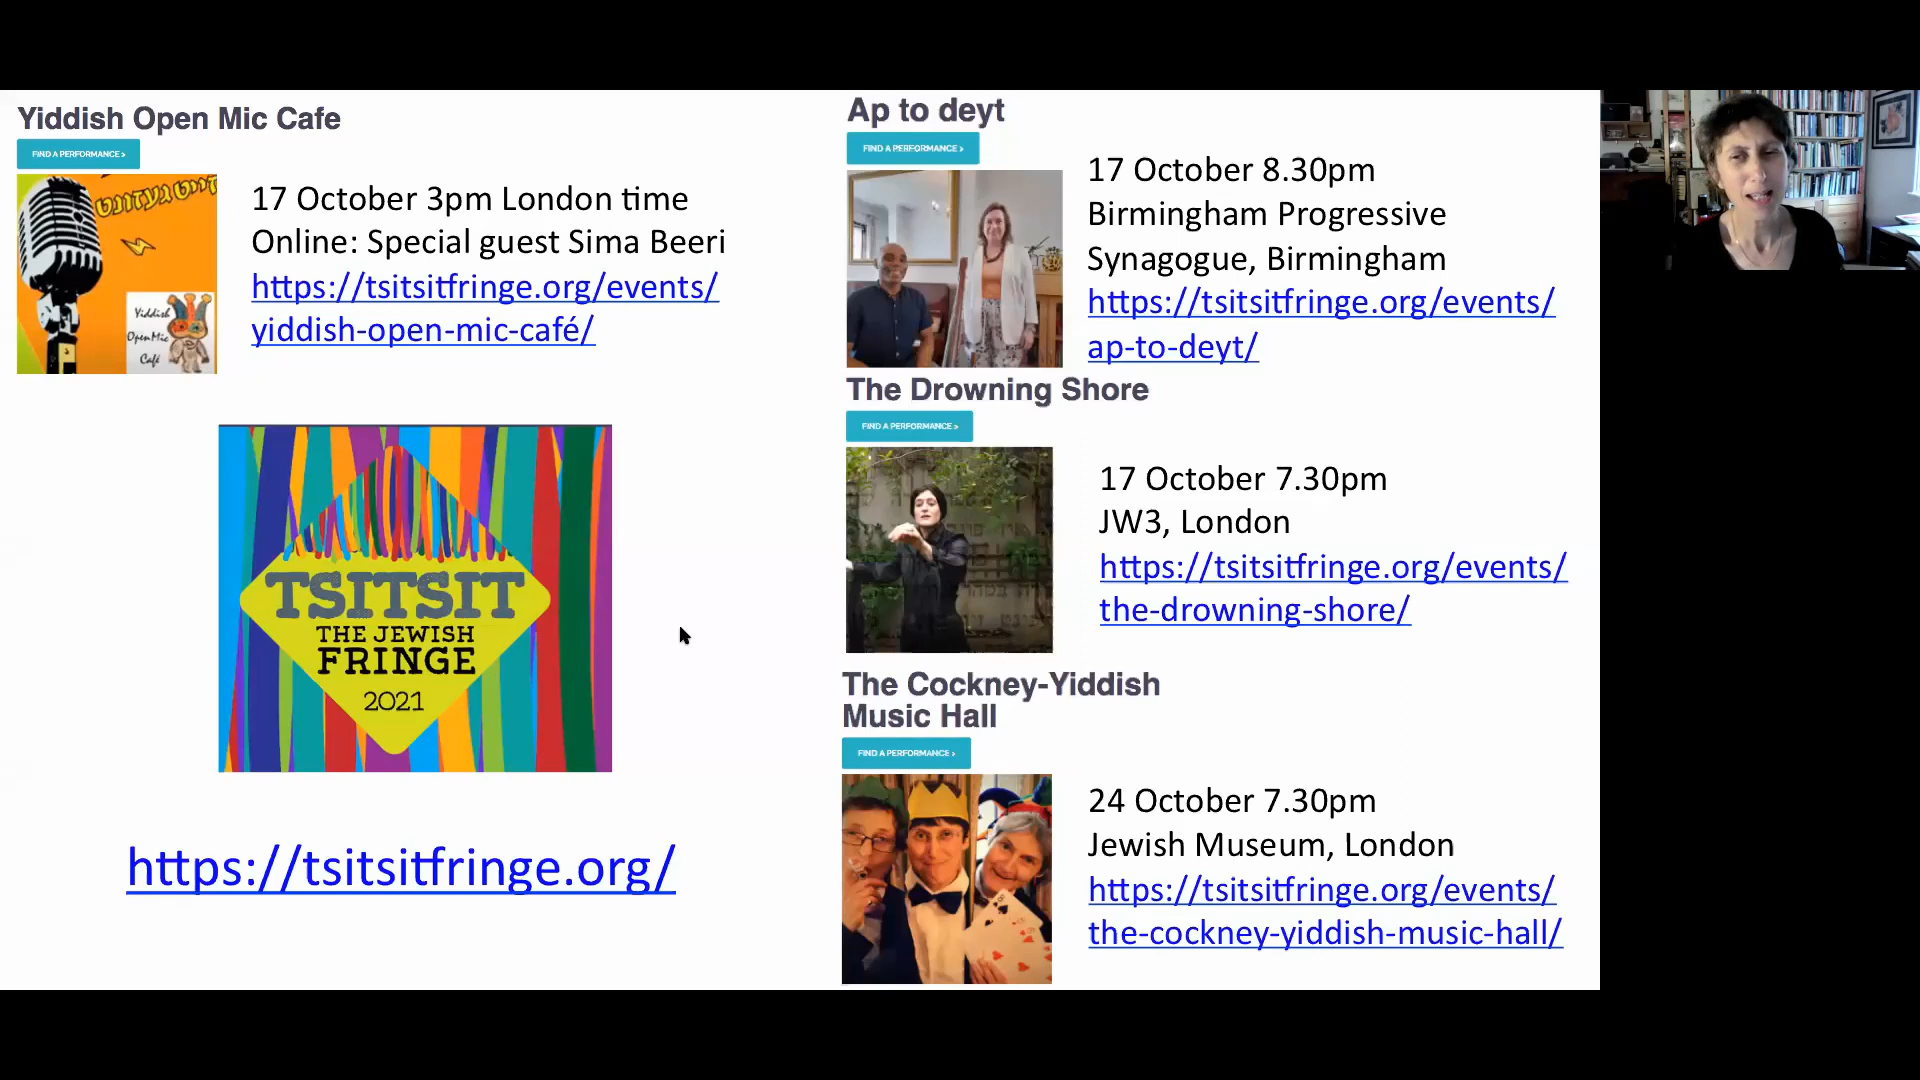 Yiddish Open Mic Cafe
FIND A PERFORMANCE >
Yiddish
Open Mic
Café
17 October 3pm London time
Online: Special guest Sima Beeri
https://tsitsitfringe.org/events/
yiddish-open-mic-café/
TSITSIT
THE JEWISH
FRINGE
2021
https://tsitsitfringe.org/
Ap to deyt
FIND A PERFORMANCE >
17 October 8.30pm
Birmingham Progressive
Synagogue, Birmingham
https://tsitsitfringe.org/events/
ap-to-deyt/
The Drowning Shore
FIND A PERFORMANCE >
17 October 7.30pm
JW3, London
https://tsitsitfringe.org/events/
the-drowning-shore/
The Cockney-Yiddish
Music Hall
FIND A PERFORMANCE >
24 October 7.30pm
Jewish Museum, London
https://tsitsitfringe.org/events/
the-cockney-yiddish-music-hall/